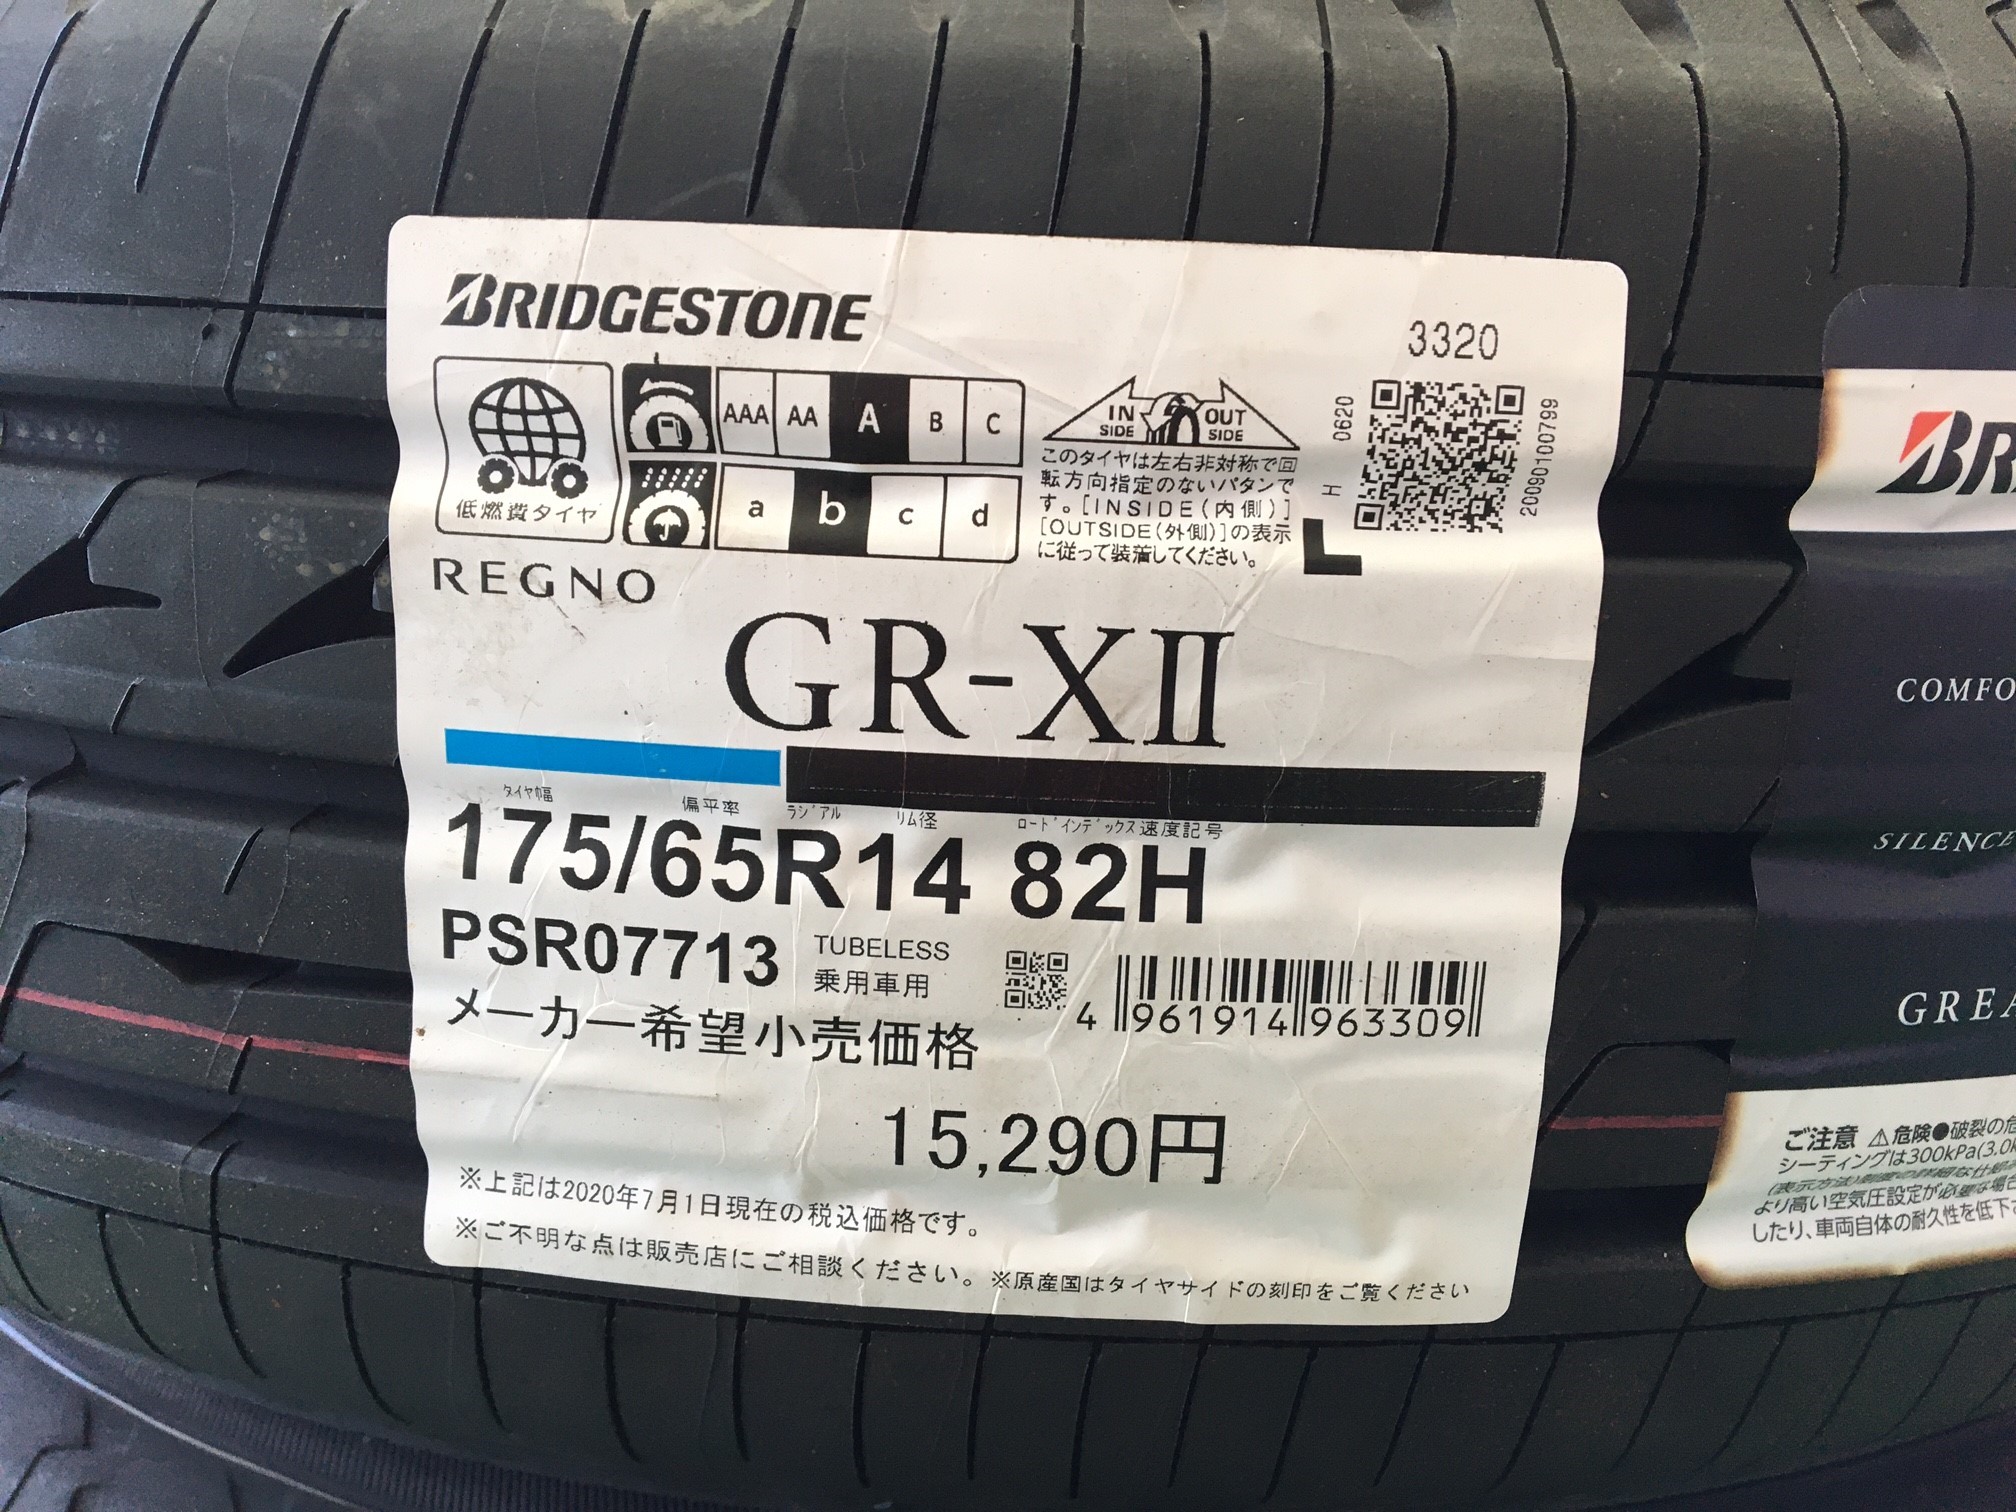 BRIDGESTONE
3320
低燃費タイヤ
AAA AA A B C
a b c d
IN SIDE
OUT SIDE
このタイヤは左右非対称で回
転方向指定のないパタンで
す。[INSIDE(内側)]
[OUTSIDE(外側)]の表示
に従って装着してください。
0620
H
L
2009010100799
REGNO
GR-XII
タイヤ幅 偏平率 ラジアル リム径 ロードインデックス 速度記号
175/65R14 82H
PSR07713
TUBELESS
乗用車用
4 961914 963309
メーカー希望小売価格
15,290円
※上記は2020年7月1日現在の税込価格です。
※ご不明な点は販売店にご相談ください。※原産国はタイヤサイドの刻印をご覧ください
BR
COMFO
SILENCE
GREA
ご注意 ⚠危険●破裂の危
シーティングは300kPa(3.0k
より高い空気圧設定が必要な場合
したり、車両自体の耐久性を低下さ